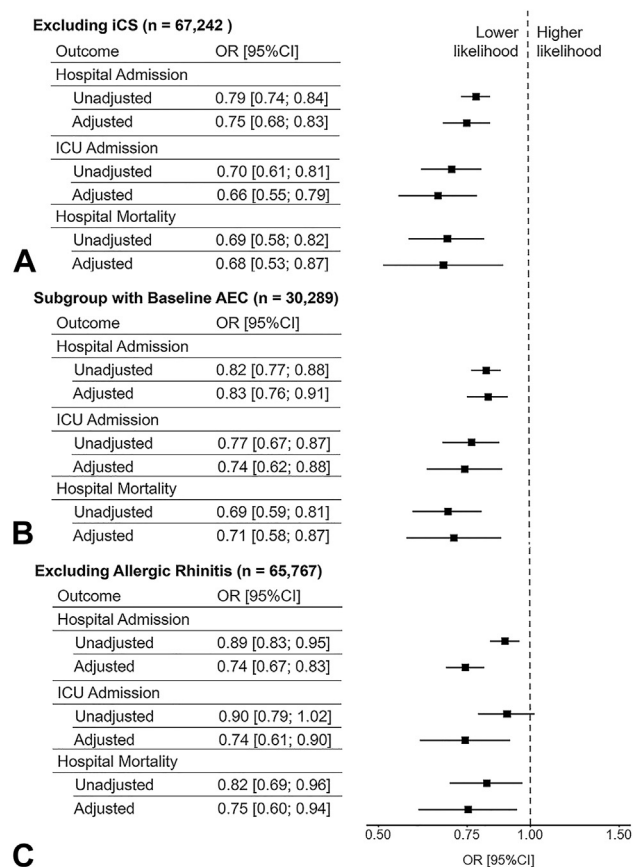 Excluding iCS (n = 67,242 )
Lower likelihood
Higher likelihood
Outcome OR [95%CI]
Hospital Admission
Unadjusted 0.79 [0.74; 0.84]
Adjusted 0.75 [0.68; 0.83]
ICU Admission
Unadjusted 0.70 [0.61; 0.81]
Adjusted 0.66 [0.55; 0.79]
Hospital Mortality
Unadjusted 0.69 [0.58; 0.82]
Adjusted 0.68 [0.53; 0.87]
A
Subgroup with Baseline AEC (n = 30,289)
Outcome OR [95%CI]
Hospital Admission
Unadjusted 0.82 [0.77; 0.88]
Adjusted 0.83 [0.76; 0.91]
ICU Admission
Unadjusted 0.77 [0.67; 0.87]
Adjusted 0.74 [0.62; 0.88]
Hospital Mortality
Unadjusted 0.69 [0.59; 0.81]
Adjusted 0.71 [0.58; 0.87]
B
Excluding Allergic Rhinitis (n = 65,767)
Outcome OR [95%CI]
Hospital Admission
Unadjusted 0.89 [0.83; 0.95]
Adjusted 0.74 [0.67; 0.83]
ICU Admission
Unadjusted 0.90 [0.79; 1.02]
Adjusted 0.74 [0.61; 0.90]
Hospital Mortality
Unadjusted 0.82 [0.69; 0.96]
Adjusted 0.75 [0.60; 0.94]
C
0.50 0.75 1.00 1.50
OR [95%CI]